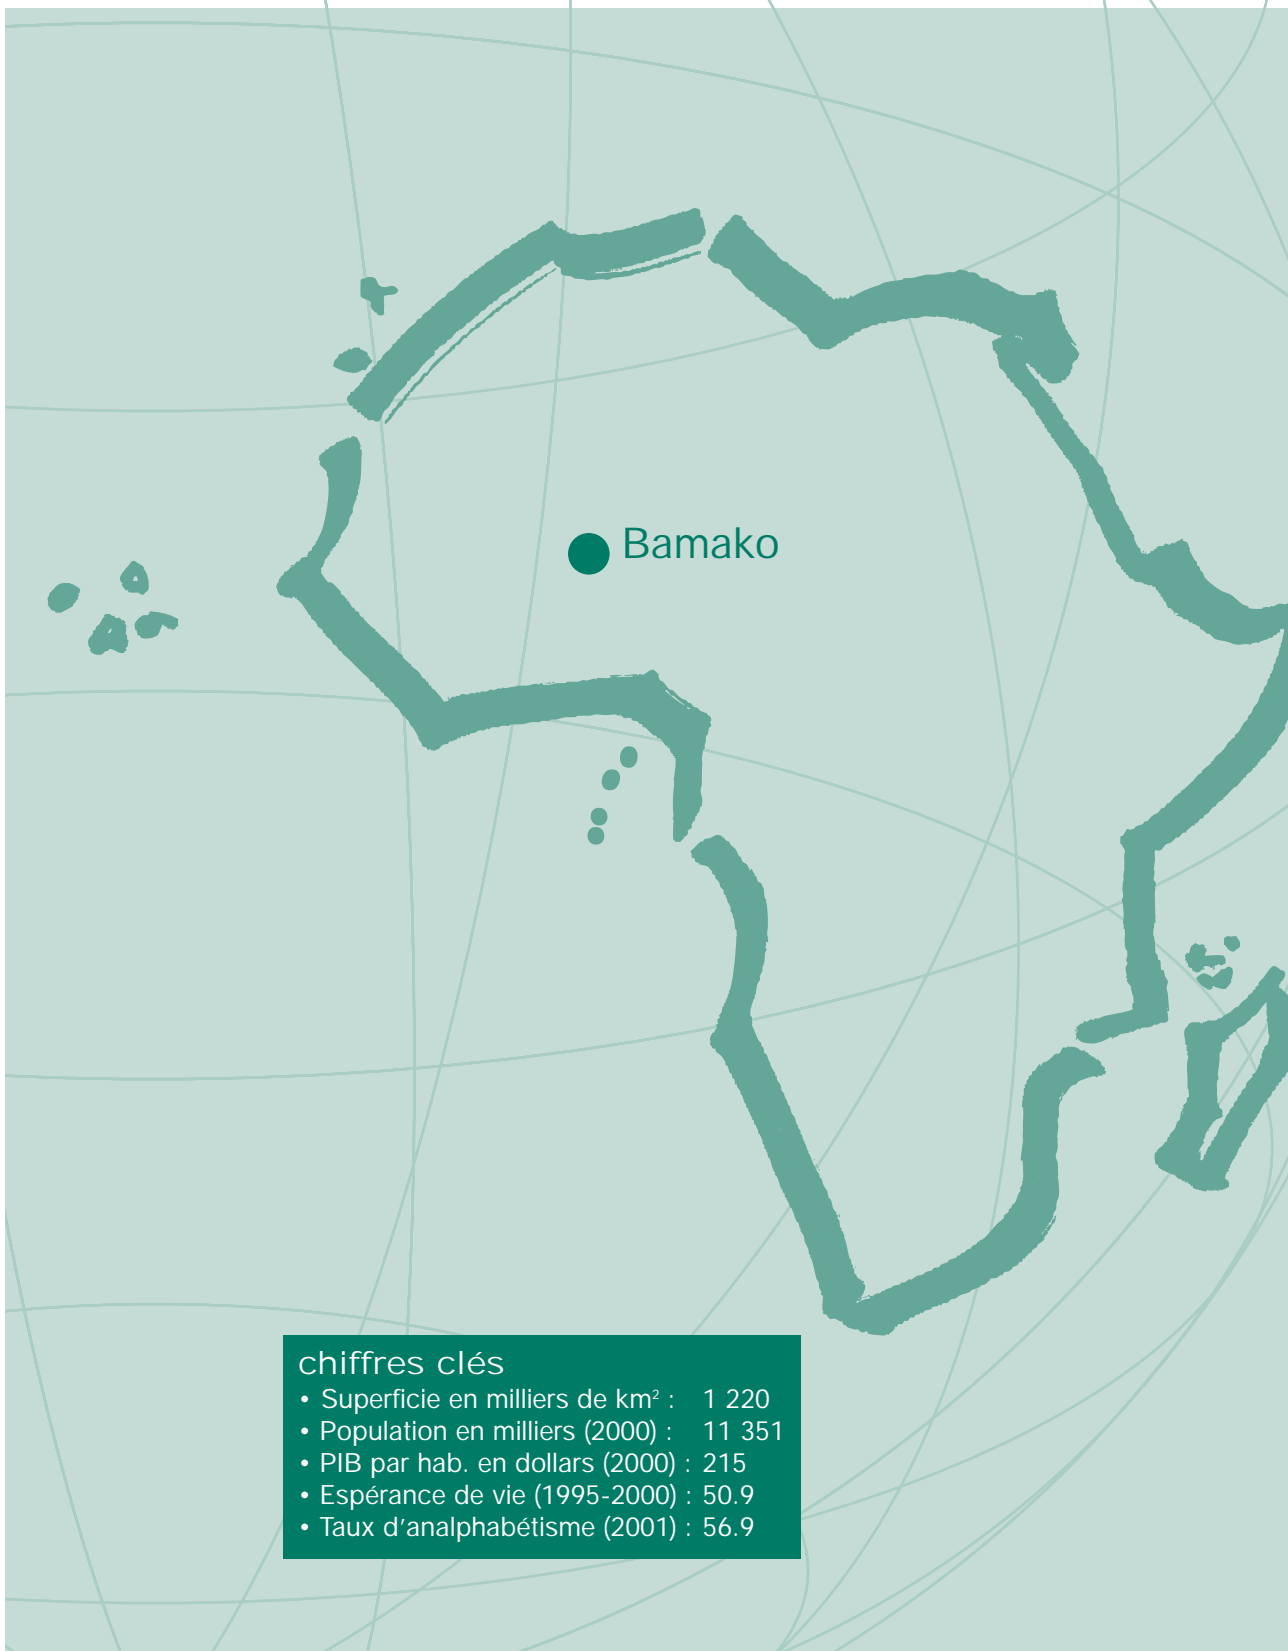 Bamako
chiffres clés
• Superficie en milliers de km² : 1 220
• Population en milliers (2000) : 11 351
• PIB par hab. en dollars (2000) : 215
• Espérance de vie (1995-2000) : 50.9
• Taux d'analphabétisme (2001) : 56.9